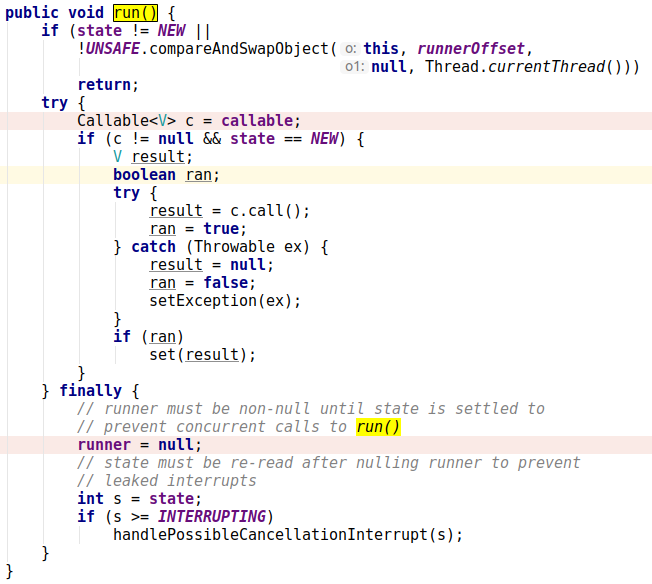 public void run() {
if (state != NEW ||
!UNSAFE.compareAndSwapObject( o: this, runnerOffset,
o1: null, Thread.currentThread()))
return;
try {
Callable<V> c = callable;
if (c != null && state == NEW) {
V result;
boolean ran;
try {
result = c.call();
ran = true;
} catch (Throwable ex) {
result = null;
ran = false;
setException(ex);
}
if (ran)
set(result);
}
} finally {
// runner must be non-null until state is settled to
// prevent concurrent calls to run()
runner = null;
// state must be re-read after nulling runner to prevent
// leaked interrupts
int s = state;
if (s >= INTERRUPTING)
handlePossibleCancellationInterrupt(s);
}
}